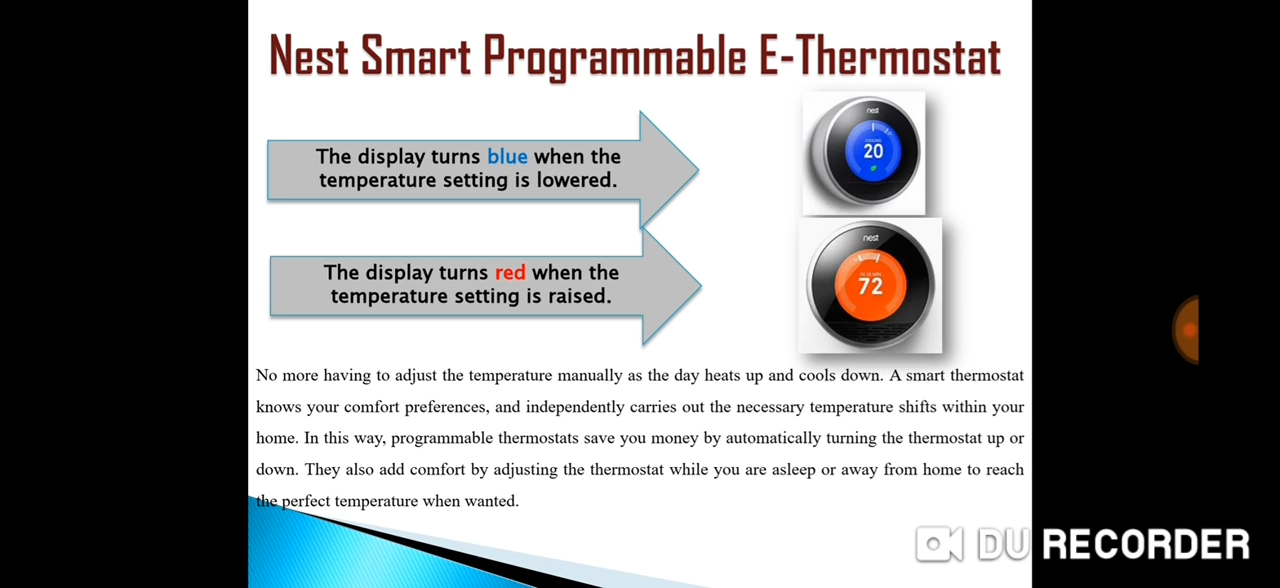 Nest Smart Programmable E-Thermostat
The display turns blue when the
temperature setting is lowered.
nest
COOLING
20
The display turns red when the
temperature setting is raised.
nest
IN 10 MIN
72
No more having to adjust the temperature manually as the day heats up and cools down. A smart thermostat
knows your comfort preferences, and independently carries out the necessary temperature shifts within your
home. In this way, programmable thermostats save you money by automatically turning the thermostat up or
down. They also add comfort by adjusting the thermostat while you are asleep or away from home to reach
the perfect temperature when wanted.
DU RECORDER